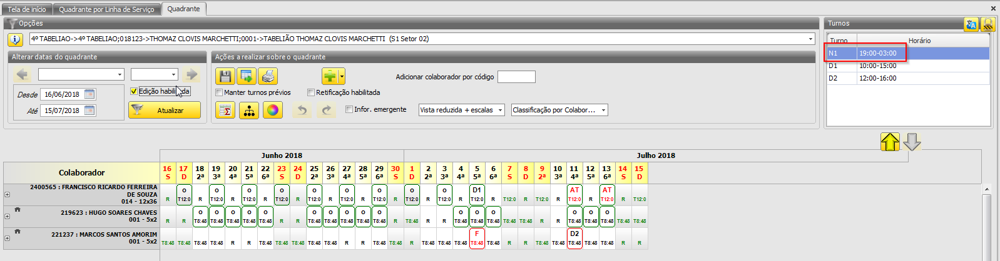 Tela de início Quadrante por Linha de Serviço Quadrante
Opções
4º TABELIAO->4º TABELIAO;018123->THOMAZ CLOVIS MARCHETTI;0001->TABELIÃO THOMAZ CLOVIS MARCHETTI (S1 Setor 02)
Alterar datas do quadrante
Desde 16/06/2018
Até 15/07/2018
Edição habilitada
Atualizar
Ações a realizar sobre o quadrante
Adicionar colaborador por código
Manter turnos prévios
Retificação habilitada
Infor. emergente
Vista reduzida + escalas
Classificação por Colabor...
Turnos
Turno Horário
N1 19:00-03:00
D1 10:00-15:00
D2 12:00-16:00
Junho 2018 Julho 2018
Colaborador
16 17 18 19 20 21 22 23 24 25 26 27 28 29 30 1 2 3 4 5 6 7 8 9 10 11 12 13 14 15
S D 2ª 3ª 4ª 5ª 6ª S D 2ª 3ª 4ª 5ª 6ª S D 2ª 3ª 4ª 5ª 6ª S D 2ª 3ª 4ª 5ª 6ª S D
2400565 : FRANCISCO RICARDO FERREIRA
DE SOUZA
014 - 12x36
o o o o o o o o o D1 AT AT
R T12:0 R T12:0 R T12:0 R T12:0 R T12:0 R T12:0 R T12:0 R T12:0 R T12:0 R T12:0 R T12:0 R T12:0 R T12:0 R T12:0 R T12:0
219623 : HUGO SOARES CHAVES
001 - 5x2
o o o o o o o o o o o o o o o o
R R T8:48 T8:48 T8:48 T8:48 T8:48 R R T8:48 T8:48 T8:48 T8:48 T8:48 R T8:48 R R T8:48 T8:48 T8:48 T8:48 T8:48 R R T8:48 T8:48 T8:48 T8:48 T8:48
221237 : MARCOS SANTOS AMORIM
001 - 5x2
F D2
T8:48 T8:48 T8:48 T8:48 R R T8:48 T8:48 T8:48 T8:48 T8:48 R R T8:48 T8:48 T8:48 T8:48 T8:48 R T8:48 T8:48 R R T8:48 T8:48 T8:48 T8:48 T8:48 R R